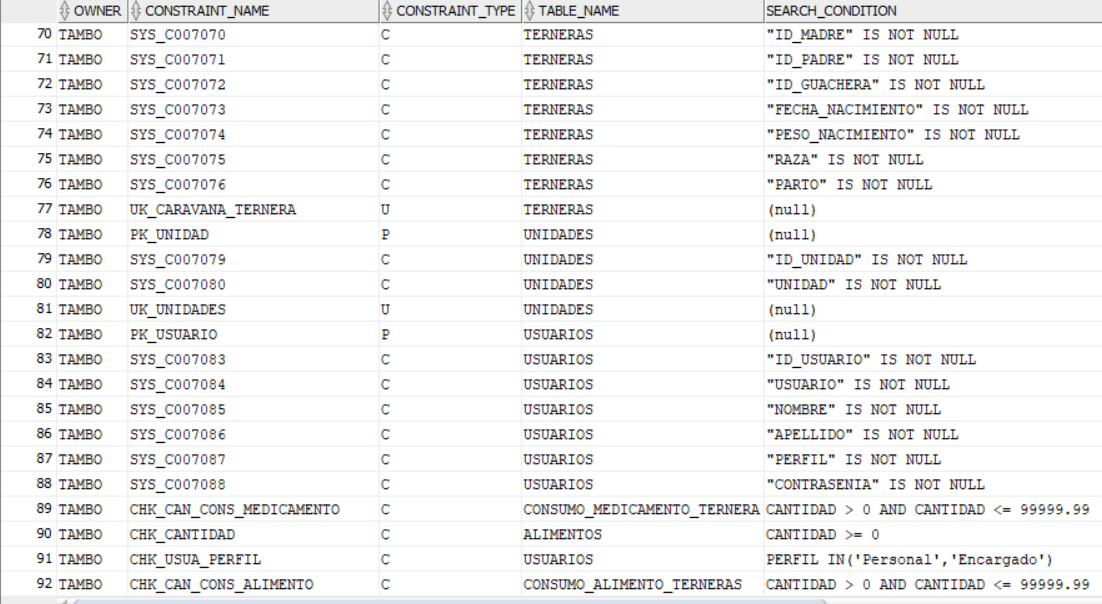 OWNER CONSTRAINT_NAME CONSTRAINT_TYPE TABLE_NAME SEARCH_CONDITION
70 TAMBO SYS_C007070 C TERNERAS "ID_MADRE" IS NOT NULL
71 TAMBO SYS_C007071 C TERNERAS "ID_PADRE" IS NOT NULL
72 TAMBO SYS_C007072 C TERNERAS "ID_GUACHERA" IS NOT NULL
73 TAMBO SYS_C007073 C TERNERAS "FECHA_NACIMIENTO" IS NOT NULL
74 TAMBO SYS_C007074 C TERNERAS "PESO_NACIMIENTO" IS NOT NULL
75 TAMBO SYS_C007075 C TERNERAS "RAZA" IS NOT NULL
76 TAMBO SYS_C007076 C TERNERAS "PARTO" IS NOT NULL
77 TAMBO UK_CARAVANA_TERNERA U TERNERAS (null)
78 TAMBO PK_UNIDAD P UNIDADES (null)
79 TAMBO SYS_C007079 C UNIDADES "ID_UNIDAD" IS NOT NULL
80 TAMBO SYS_C007080 C UNIDADES "UNIDAD" IS NOT NULL
81 TAMBO UK_UNIDADES U UNIDADES (null)
82 TAMBO PK_USUARIO P USUARIOS (null)
83 TAMBO SYS_C007083 C USUARIOS "ID_USUARIO" IS NOT NULL
84 TAMBO SYS_C007084 C USUARIOS "USUARIO" IS NOT NULL
85 TAMBO SYS_C007085 C USUARIOS "NOMBRE" IS NOT NULL
86 TAMBO SYS_C007086 C USUARIOS "APELLIDO" IS NOT NULL
87 TAMBO SYS_C007087 C USUARIOS "PERFIL" IS NOT NULL
88 TAMBO SYS_C007088 C USUARIOS "CONTRASENIA" IS NOT NULL
89 TAMBO CHK_CAN_CONS_MEDICAMENTO C CONSUMO_MEDICAMENTO_TERNERA CANTIDAD > 0 AND CANTIDAD <= 99999.99
90 TAMBO CHK_CANTIDAD C ALIMENTOS CANTIDAD >= 0
91 TAMBO CHK_USUA_PERFIL C USUARIOS PERFIL IN('Personal','Encargado')
92 TAMBO CHK_CAN_CONS_ALIMENTO C CONSUMO_ALIMENTO_TERNERAS CANTIDAD > 0 AND CANTIDAD <= 99999.99